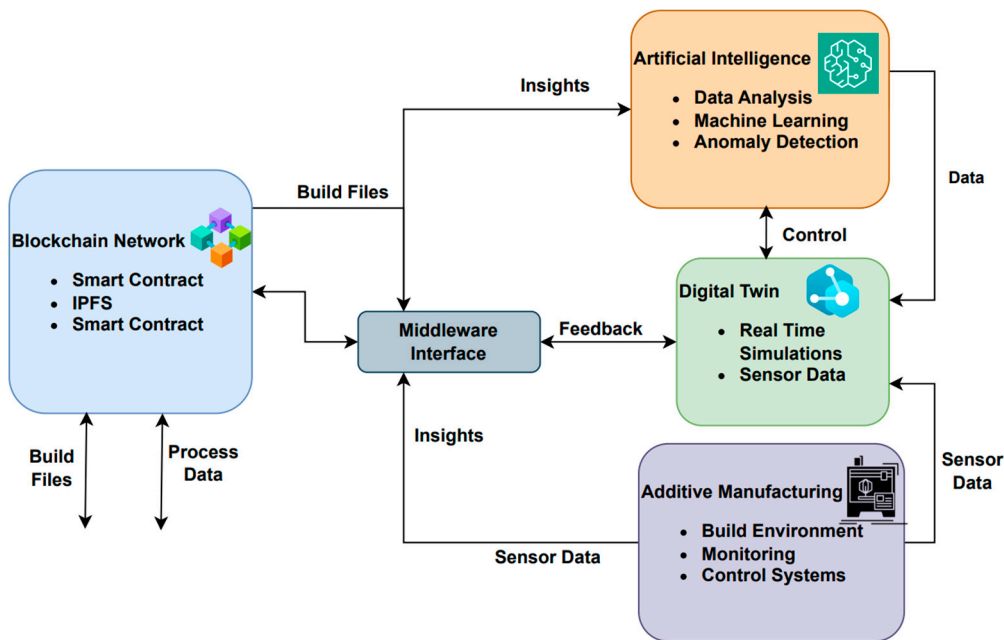 Artificial Intelligence
• Data Analysis
• Machine Learning
• Anomaly Detection
Insights
Data
Build Files
Blockchain Network
• Smart Contract
• IPFS
• Smart Contract
Control
Digital Twin
• Real Time
Simulations
• Sensor Data
Middleware
Interface
Feedback
Build
Files
Process
Data
Insights
Sensor
Data
Additive Manufacturing
• Build Environment
• Monitoring
• Control Systems
Sensor Data